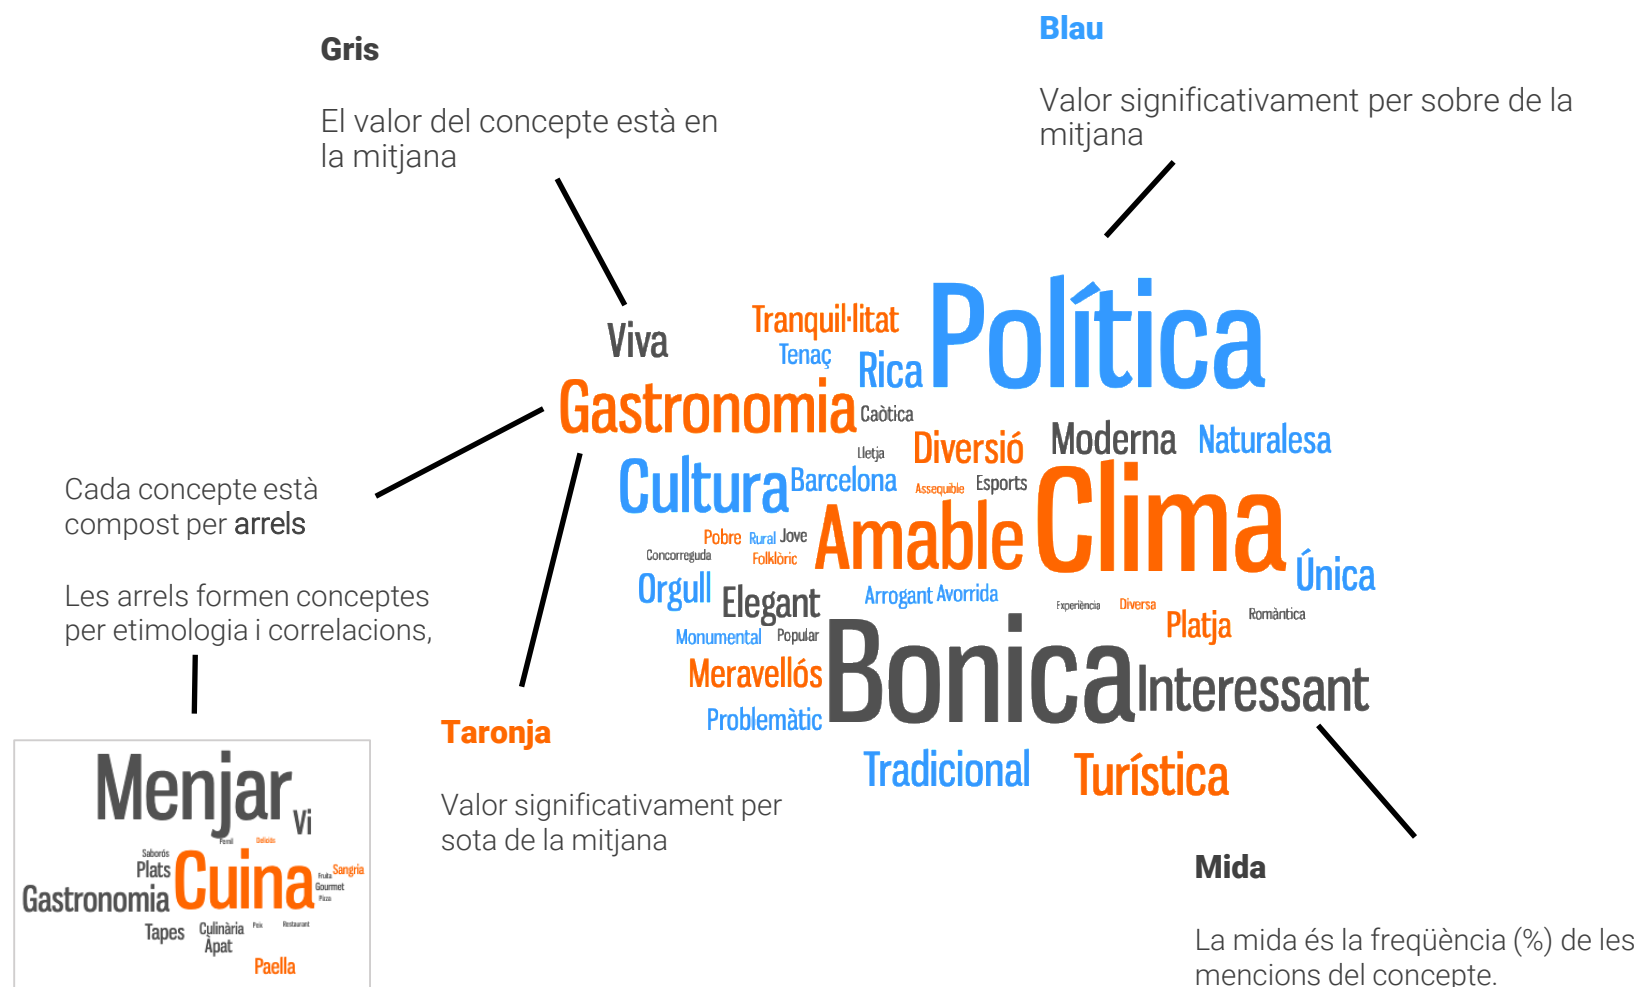 Gris
El valor del concepte està en
la mitjana
Blau
Valor significativament per sobre de la
mitjana
Viva
Tranquil·litat
Tenaç
Rica
Política
Gastronomia
Caòtica
Lletja
Diversió
Moderna
Naturalesa
Cultura
Barcelona
Assequible
Esports
Clima
Amable
Pobre
Rural
Jove
Concorreguda
Folklòric
Única
Orgull
Elegant
Arrogant
Avorrida
Experiència
Diversa
Platja
Romàntica
Monumental
Popular
Bonica
Meravellós
Interessant
Problemàtic
Tradicional
Turística
Cada concepte està
compost per arrels
Les arrels formen conceptes
per etimologia i correlacions,
Menjar
Vi
Pernil
Deliciós
Saborós
Plats
Cuina
Fruita
Sangria
Gourmet
Pizza
Gastronomia
Tapes
Culinària
Àpat
Peix
Restaurant
Paella
Taronja
Valor significativament per
sota de la mitjana
Mida
La mida és la freqüència (%) de les
mencions del concepte.